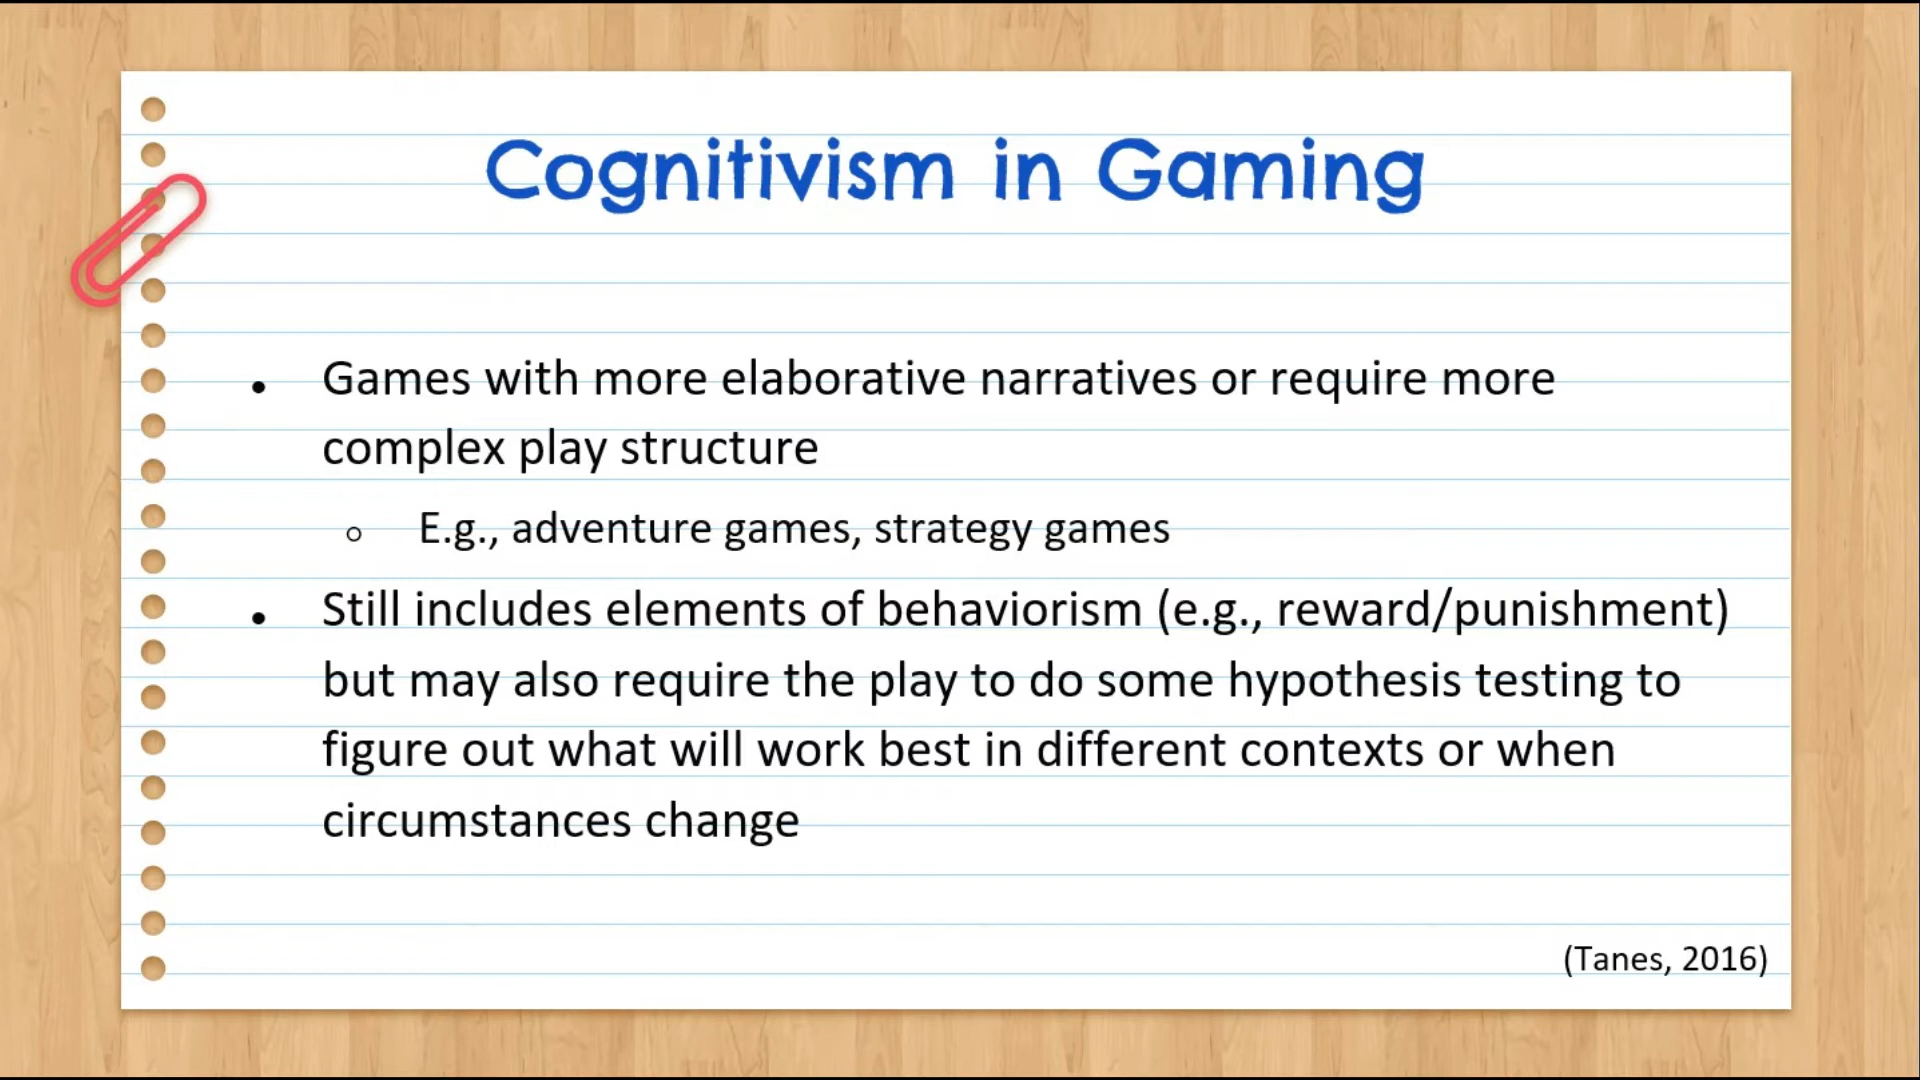 Cognitivism in Gaming
• Games with more elaborative narratives or require more
complex play structure
○ E.g., adventure games, strategy games
• Still includes elements of behaviorism (e.g., reward/punishment)
but may also require the play to do some hypothesis testing to
figure out what will work best in different contexts or when
circumstances change
(Tanes, 2016)